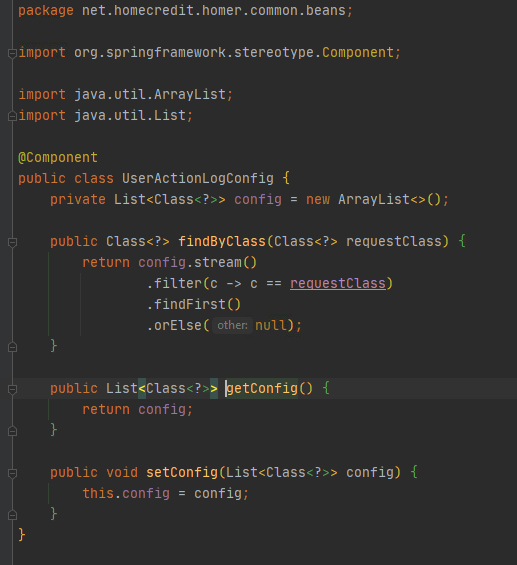 package net.homecredit.homer.common.beans;
import org.springframework.stereotype.Component;
import java.util.ArrayList;
import java.util.List;
@Component
public class UserActionLogConfig {
    private List<Class<?>> config = new ArrayList<>();
    public Class<?> findByClass(Class<?> requestClass) {
        return config.stream()
                .filter(c -> c == requestClass)
                .findFirst()
                .orElse( other: null);
    }
    public List<Class<?>> getConfig() {
        return config;
    }
    public void setConfig(List<Class<?>> config) {
        this.config = config;
    }
}